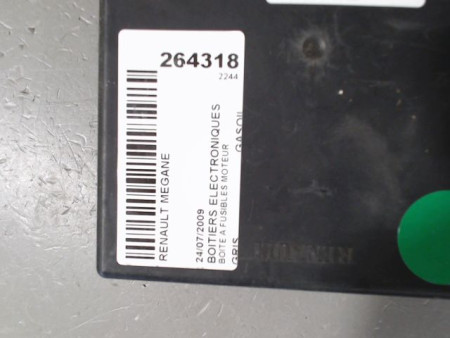 264318
2244
RENAULT MEGANE
24/07/2009
BOITIERS ELECTRONIQUES
BOITE A FUSIBLES MOTEUR
GRIS
GASOIL